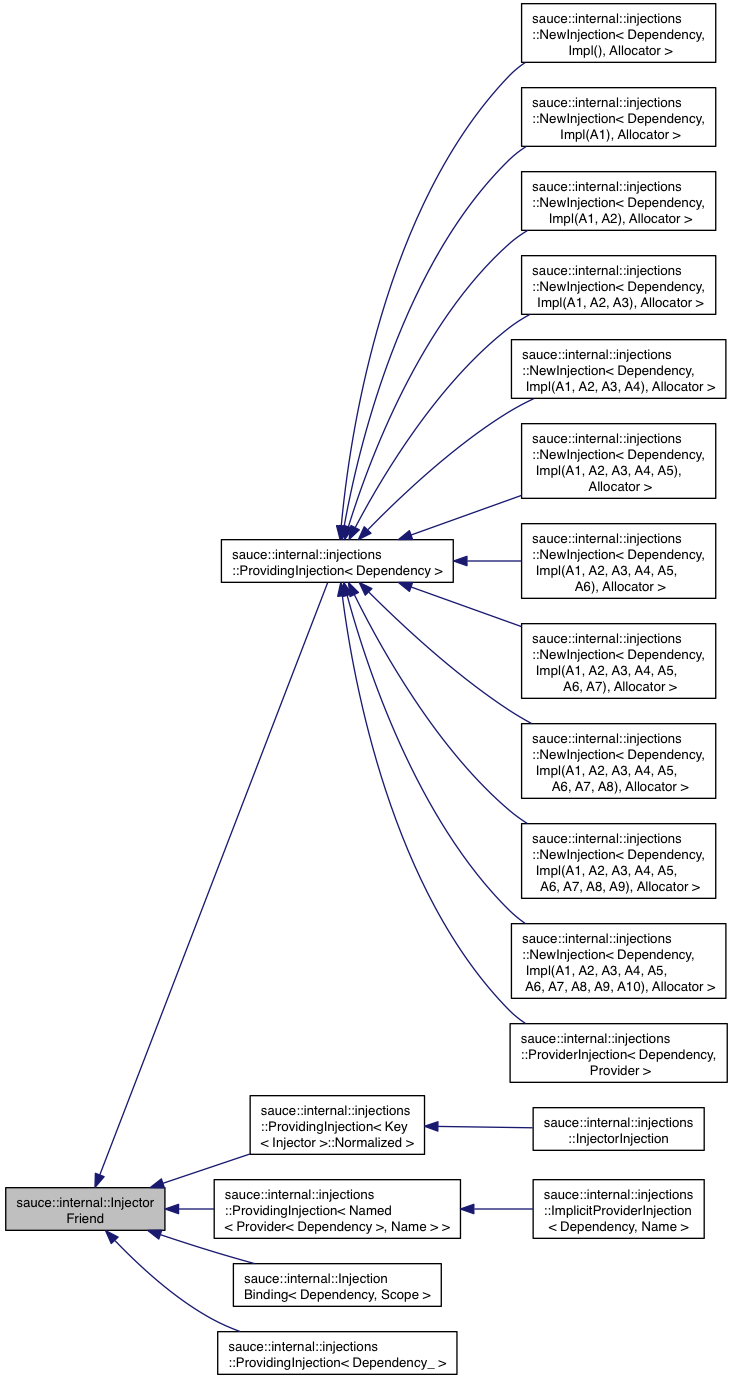 sauce::internal::injections
::NewInjection< Dependency,
Impl(), Allocator >
sauce::internal::injections
::NewInjection< Dependency,
Impl(A1), Allocator >
sauce::internal::injections
::NewInjection< Dependency,
Impl(A1, A2), Allocator >
sauce::internal::injections
::NewInjection< Dependency,
Impl(A1, A2, A3), Allocator >
sauce::internal::injections
::NewInjection< Dependency,
Impl(A1, A2, A3, A4), Allocator >
sauce::internal::injections
::NewInjection< Dependency,
Impl(A1, A2, A3, A4, A5),
Allocator >
sauce::internal::injections
::ProvidingInjection< Dependency >
sauce::internal::injections
::NewInjection< Dependency,
Impl(A1, A2, A3, A4, A5,
A6), Allocator >
sauce::internal::injections
::NewInjection< Dependency,
Impl(A1, A2, A3, A4, A5,
A6, A7), Allocator >
sauce::internal::injections
::NewInjection< Dependency,
Impl(A1, A2, A3, A4, A5,
A6, A7, A8), Allocator >
sauce::internal::injections
::NewInjection< Dependency,
Impl(A1, A2, A3, A4, A5,
A6, A7, A8, A9), Allocator >
sauce::internal::injections
::NewInjection< Dependency,
Impl(A1, A2, A3, A4, A5,
A6, A7, A8, A9, A10), Allocator >
sauce::internal::injections
::ProviderInjection< Dependency,
Provider >
sauce::internal::injections
::ProvidingInjection< Key
< Injector >::Normalized >
sauce::internal::injections
::InjectorInjection
sauce::internal::Injector
Friend
sauce::internal::injections
::ProvidingInjection< Named
< Provider< Dependency >, Name > >
sauce::internal::injections
::ImplicitProviderInjection
< Dependency, Name >
sauce::internal::Injection
Binding< Dependency, Scope >
sauce::internal::injections
::ProvidingInjection< Dependency_ >